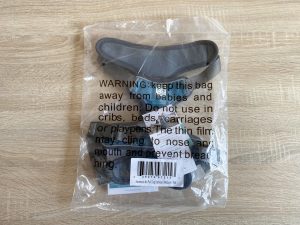 WARNING: keep this bag
away from babies and
children. Do not use in
cribs, beds, carriages
or playpens. The thin film
may cling to nose and
mouth and prevent breat
hing.